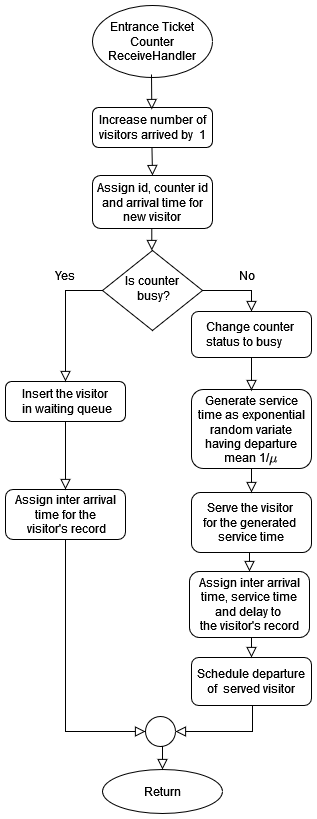 Entrance Ticket
Counter
ReceiveHandler
Increase number of
visitors arrived by 1
Assign id, counter id
and arrival time for
new visitor
Is counter
busy?
Yes
No
Insert the visitor
in waiting queue
Assign inter arrival
time for the
visitor's record
Change counter
status to busy
Generate service
time as exponential
random variate
having departure
mean 1/μ
Serve the visitor
for the generated
service time
Assign inter arrival
time, service time
and delay to
the visitor's record
Schedule departure
of served visitor
Return